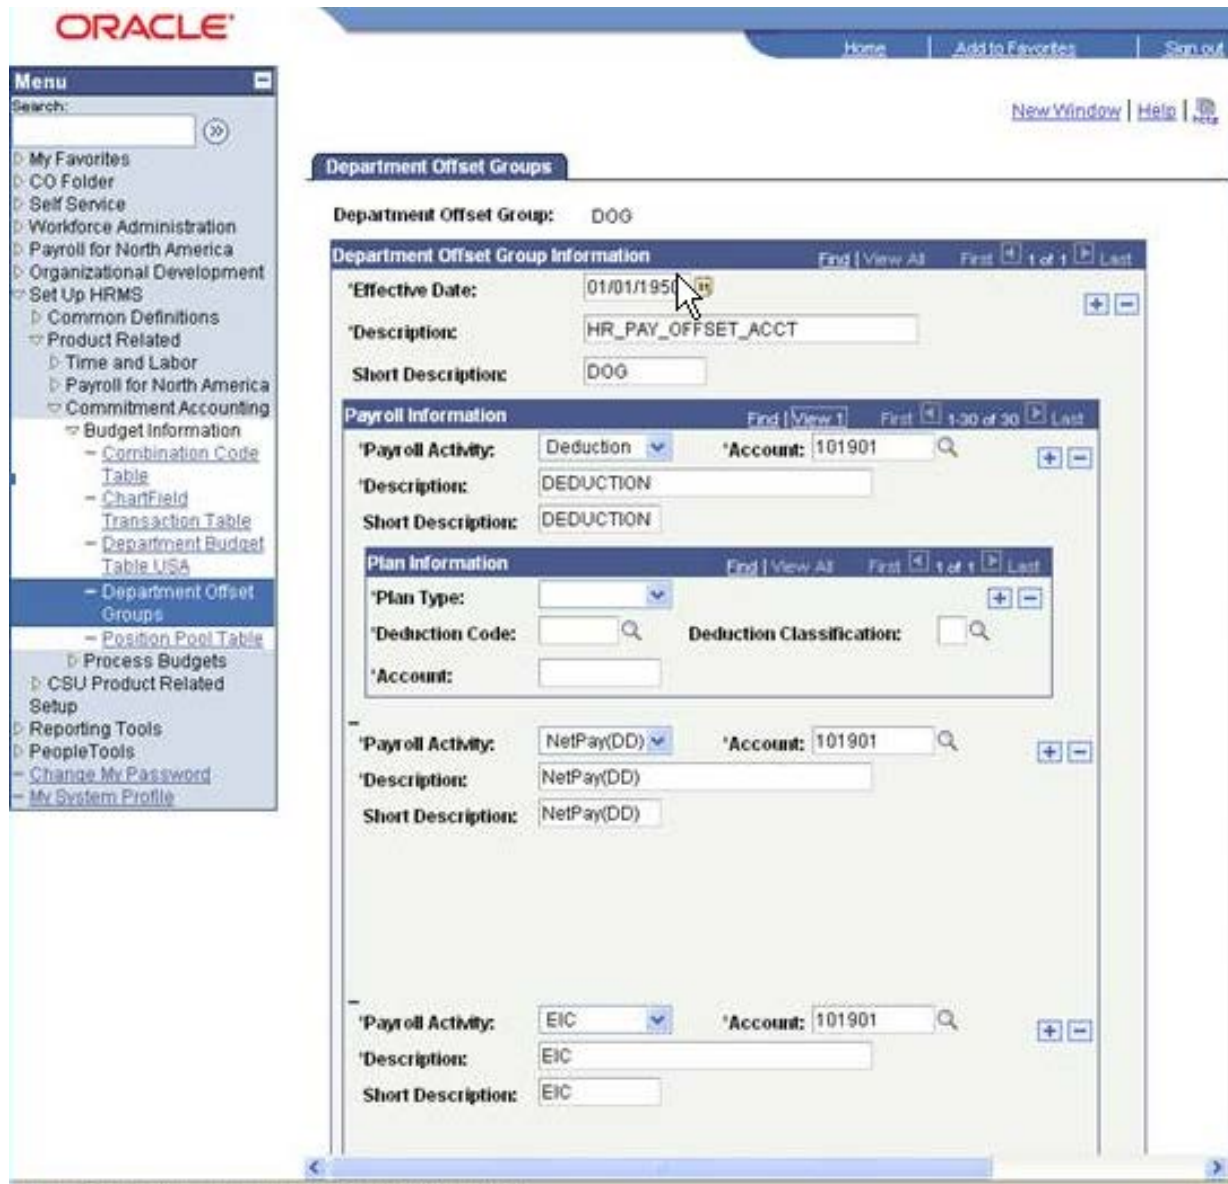 ORACLE
Home | Add to Favorites | Sign out
Menu
Search:
New Window | Help |
My Favorites
CO Folder
Self Service
Workforce Administration
Payroll for North America
Organizational Development
Set Up HRMS
Common Definitions
Product Related
Time and Labor
Payroll for North America
Commitment Accounting
Budget Information
Combination Code
Table
ChartField
Transaction Table
Department Budget
Table USA
Department Offset
Groups
Position Pool Table
Process Budgets
CSU Product Related
Setup
Reporting Tools
PeopleTools
Change My Password
My System Profile
Department Offset Groups
Department Offset Group: DOG
Department Offset Group Information Find | View All First 1 of 1 Last
*Effective Date: 01/01/1950
*Description: HR_PAY_OFFSET_ACCT
Short Description: DOG
Payroll Information Find | View 1 First 1-30 of 30 Last
*Payroll Activity: Deduction *Account: 101901
*Description: DEDUCTION
Short Description: DEDUCTION
Plan Information Find | View All First 1 of 1 Last
*Plan Type:
*Deduction Code: Deduction Classification:
*Account:
*Payroll Activity: NetPay(DD) *Account: 101901
*Description: NetPay(DD)
Short Description: NetPay(DD)
*Payroll Activity: EIC *Account: 101901
*Description: EIC
Short Description: EIC